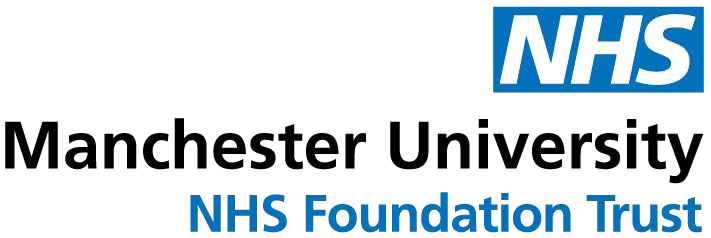 NHS
Manchester University
NHS Foundation Trust